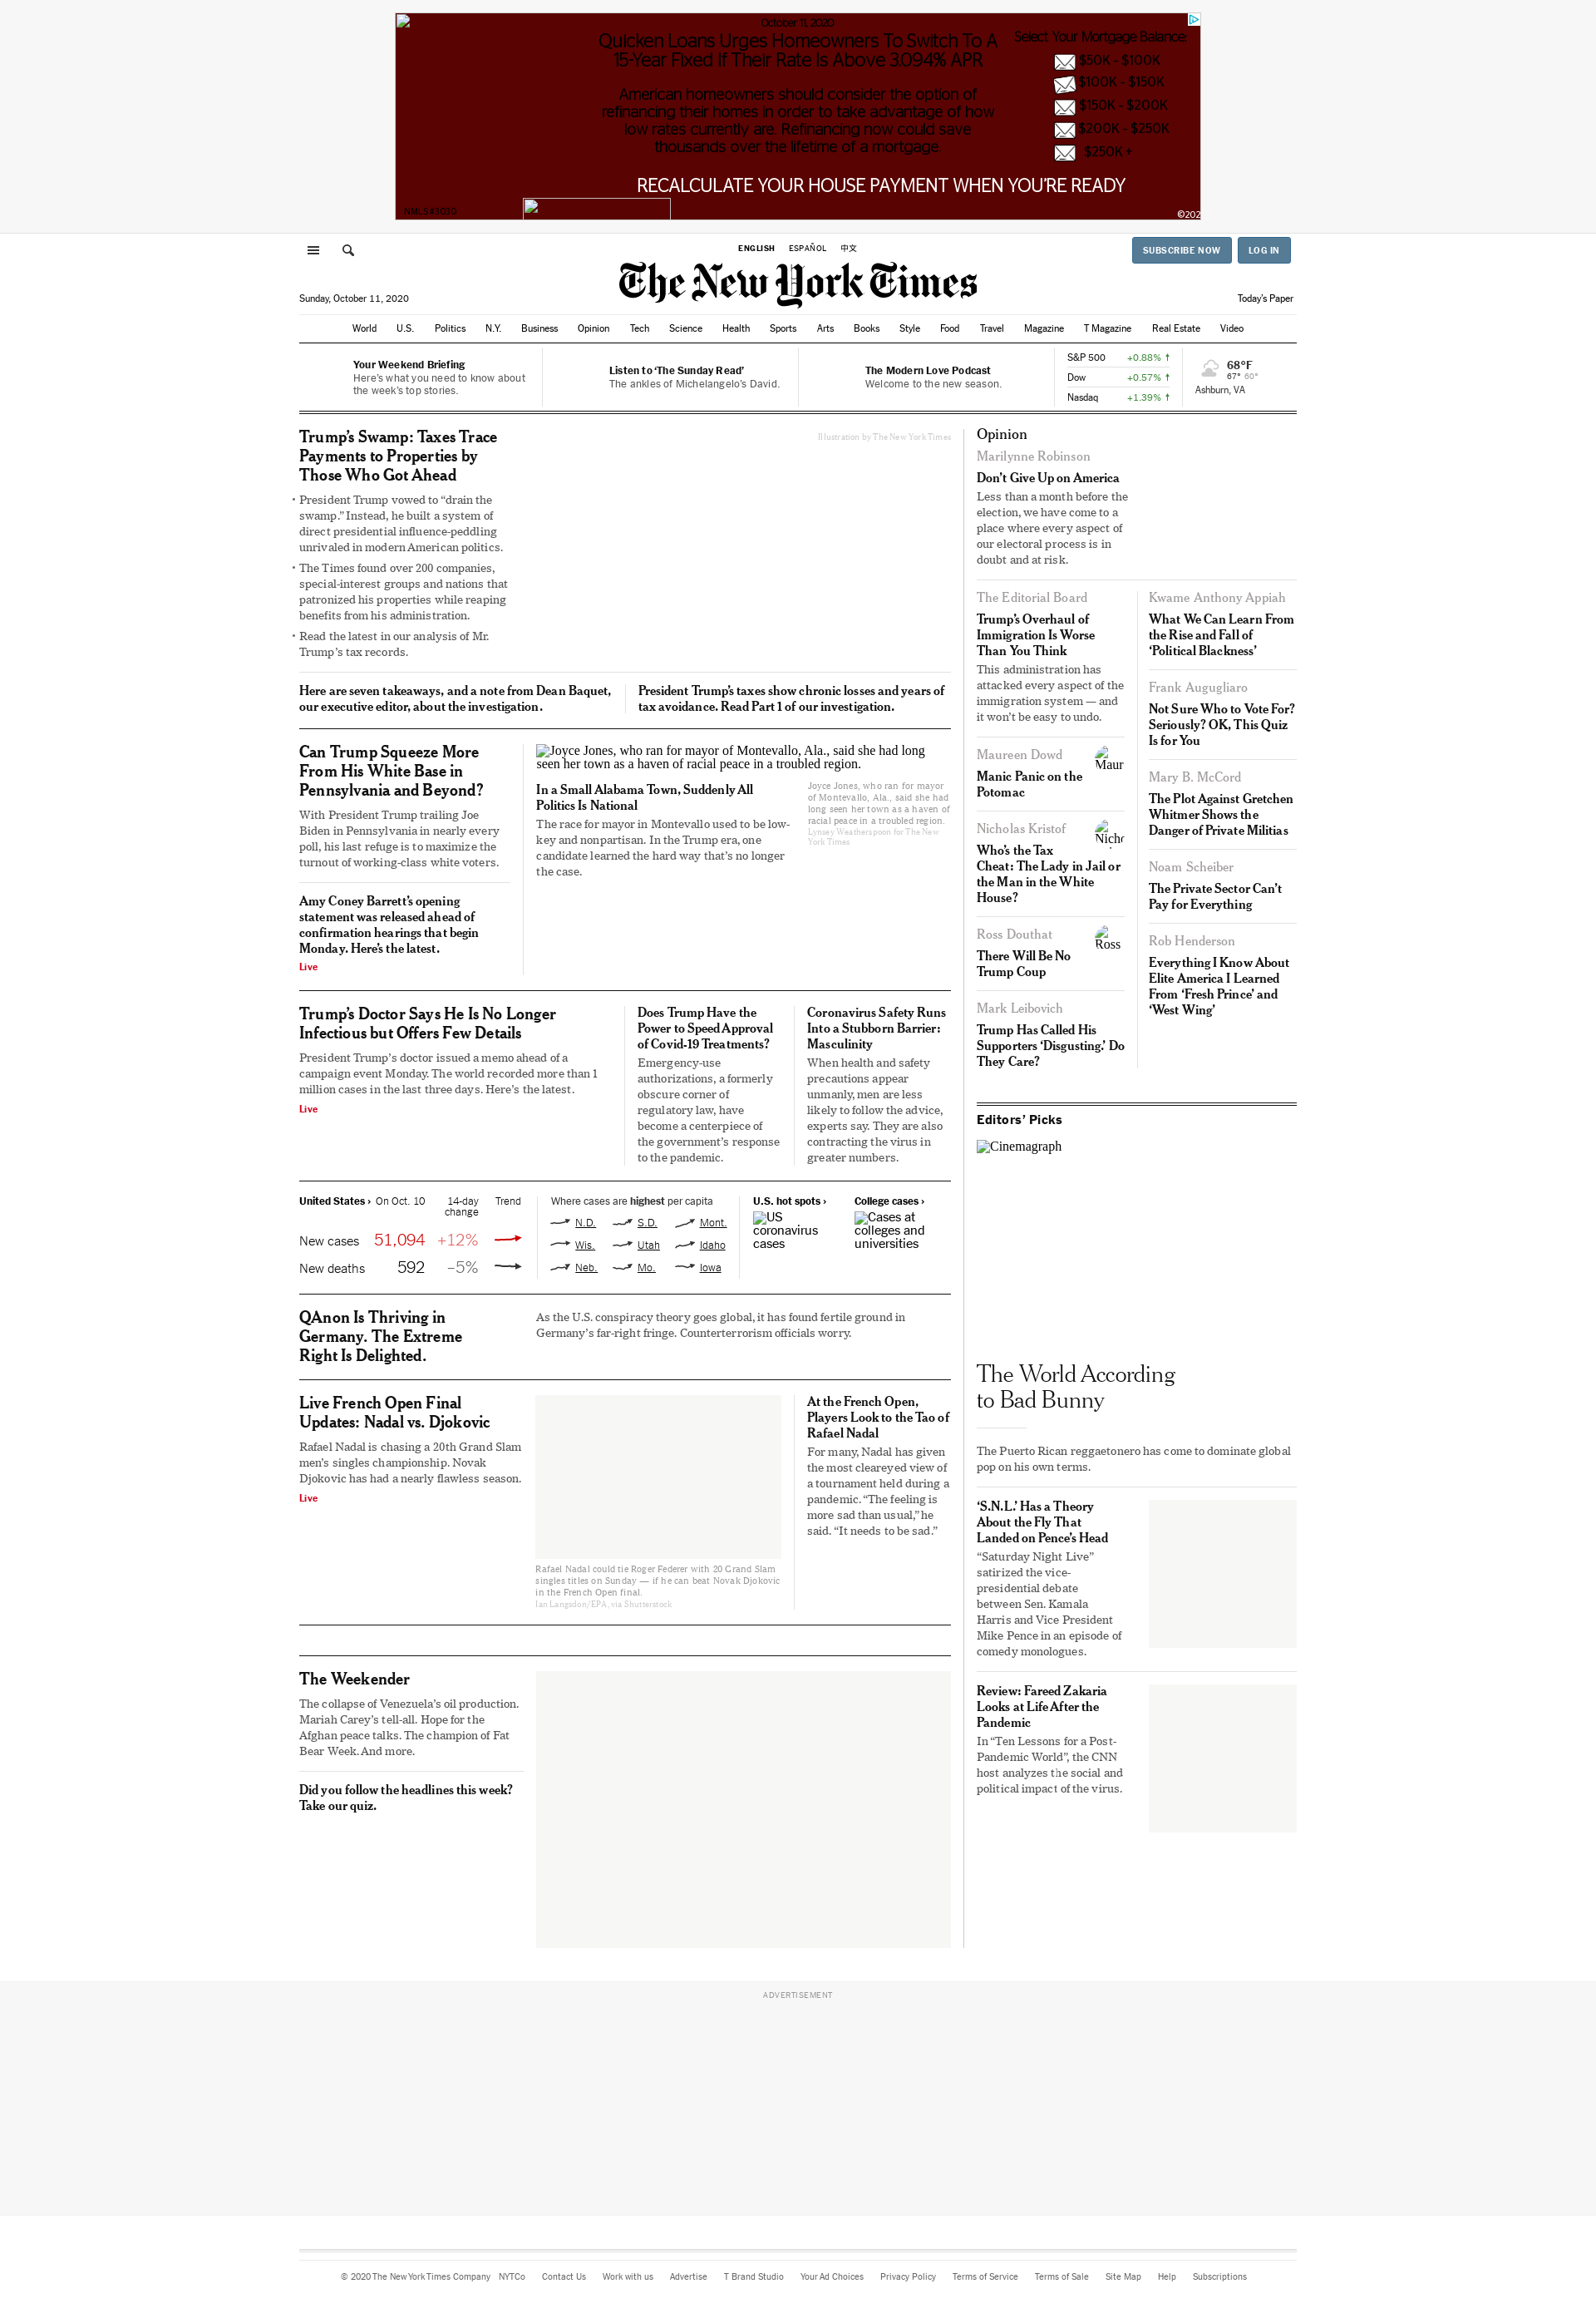 October 11, 2020
Quicken Loans Urges Homeowners To Switch To A
15-Year Fixed If Their Rate Is Above 3.094% APR
American homeowners should consider the option of
refinancing their homes in order to take advantage of how
low rates currently are. Refinancing now could save
thousands over the lifetime of a mortgage.
Select Your Mortgage Balance:
$50K - $100K
$100K - $150K
$150K - $200K
$200K - $250K
$250K +
RECALCULATE YOUR HOUSE PAYMENT WHEN YOU'RE READY
NMLS #3030
©202
ENGLISH ESPAÑOL 中文
SUBSCRIBE NOW LOG IN
The New York Times
Sunday, October 11, 2020
Today's Paper
World U.S. Politics N.Y. Business Opinion Tech Science Health Sports Arts Books Style Food Travel Magazine T Magazine Real Estate Video
Your Weekend Briefing
Here's what you need to know about
the week's top stories.
Listen to ‘The Sunday Read’
The ankles of Michelangelo's David.
The Modern Love Podcast
Welcome to the new season.
S&P 500 +0.88% ↑
Dow +0.57% ↑
Nasdaq +1.39% ↑
68°F
67° 60°
Ashburn, VA
Trump’s Swamp: Taxes Trace
Payments to Properties by
Those Who Got Ahead
• President Trump vowed to “drain the
swamp.” Instead, he built a system of
direct presidential influence-peddling
unrivaled in modern American politics.
• The Times found over 200 companies,
special-interest groups and nations that
patronized his properties while reaping
benefits from his administration.
• Read the latest in our analysis of Mr.
Trump’s tax records.
Illustration by The New York Times
Here are seven takeaways, and a note from Dean Baquet,
our executive editor, about the investigation.
President Trump’s taxes show chronic losses and years of
tax avoidance. Read Part 1 of our investigation.
Can Trump Squeeze More
From His White Base in
Pennsylvania and Beyond?
With President Trump trailing Joe
Biden in Pennsylvania in nearly every
poll, his last refuge is to maximize the
turnout of working-class white voters.
Amy Coney Barrett’s opening
statement was released ahead of
confirmation hearings that begin
Monday. Here’s the latest.
Live
Joyce Jones, who ran for mayor of Montevallo, Ala., said she had long
seen her town as a haven of racial peace in a troubled region.
In a Small Alabama Town, Suddenly All
Politics Is National
The race for mayor in Montevallo used to be low-
key and nonpartisan. In the Trump era, one
candidate learned the hard way that’s no longer
the case.
Joyce Jones, who ran for mayor
of Montevallo, Ala., said she had
long seen her town as a haven of
racial peace in a troubled region.
Lynsey Weatherspoon for The New
York Times
Trump’s Doctor Says He Is No Longer
Infectious but Offers Few Details
President Trump’s doctor issued a memo ahead of a
campaign event Monday. The world recorded more than 1
million cases in the last three days. Here’s the latest.
Live
Does Trump Have the
Power to Speed Approval
of Covid-19 Treatments?
Emergency-use
authorizations, a formerly
obscure corner of
regulatory law, have
become a centerpiece of
the government’s response
to the pandemic.
Coronavirus Safety Runs
Into a Stubborn Barrier:
Masculinity
When health and safety
precautions appear
unmanly, men are less
likely to follow the advice,
experts say. They are also
contracting the virus in
greater numbers.
United States › On Oct. 10 14-day
change Trend
New cases 51,094 +12%
New deaths 592 –5%
Where cases are highest per capita
N.D. S.D. Mont.
Wis. Utah Idaho
Neb. Mo. Iowa
U.S. hot spots ›
US
coronavirus
cases
College cases ›
Cases at
colleges and
universities
QAnon Is Thriving in
Germany. The Extreme
Right Is Delighted.
As the U.S. conspiracy theory goes global, it has found fertile ground in
Germany’s far-right fringe. Counterterrorism officials worry.
Live French Open Final
Updates: Nadal vs. Djokovic
Rafael Nadal is chasing a 20th Grand Slam
men’s singles championship. Novak
Djokovic has had a nearly flawless season.
Live
Rafael Nadal could tie Roger Federer with 20 Grand Slam
singles titles on Sunday — if he can beat Novak Djokovic
in the French Open final.
Ian Langsdon/EPA, via Shutterstock
At the French Open,
Players Look to the Tao of
Rafael Nadal
For many, Nadal has given
the most cleareyed view of
a tournament held during a
pandemic. “The feeling is
more sad than usual,” he
said. “It needs to be sad.”
The Weekender
The collapse of Venezuela’s oil production.
Mariah Carey’s tell-all. Hope for the
Afghan peace talks. The champion of Fat
Bear Week. And more.
Did you follow the headlines this week?
Take our quiz.
Opinion
Marilynne Robinson
Don’t Give Up on America
Less than a month before the
election, we have come to a
place where every aspect of
our electoral process is in
doubt and at risk.
The Editorial Board
Trump’s Overhaul of
Immigration Is Worse
Than You Think
This administration has
attacked every aspect of the
immigration system — and
it won’t be easy to undo.
Maureen Dowd
Maur
Manic Panic on the
Potomac
Nicholas Kristof
Nicho
Who’s the Tax
Cheat: The Lady in Jail or
the Man in the White
House?
Ross Douthat
Ross
There Will Be No
Trump Coup
Mark Leibovich
Trump Has Called His
Supporters ‘Disgusting.’ Do
They Care?
Kwame Anthony Appiah
What We Can Learn From
the Rise and Fall of
‘Political Blackness’
Frank Augugliaro
Not Sure Who to Vote For?
Seriously? OK, This Quiz
Is for You
Mary B. McCord
The Plot Against Gretchen
Whitmer Shows the
Danger of Private Militias
Noam Scheiber
The Private Sector Can’t
Pay for Everything
Rob Henderson
Everything I Know About
Elite America I Learned
From ‘Fresh Prince’ and
‘West Wing’
Editors’ Picks
Cinemagraph
The World According
to Bad Bunny
The Puerto Rican reggaetonero has come to dominate global
pop on his own terms.
‘S.N.L.’ Has a Theory
About the Fly That
Landed on Pence’s Head
“Saturday Night Live”
satirized the vice-
presidential debate
between Sen. Kamala
Harris and Vice President
Mike Pence in an episode of
comedy monologues.
Review: Fareed Zakaria
Looks at Life After the
Pandemic
In “Ten Lessons for a Post-
Pandemic World”, the CNN
host analyzes the social and
political impact of the virus.
ADVERTISEMENT
© 2020 The New York Times Company NYTCo Contact Us Work with us Advertise T Brand Studio Your Ad Choices Privacy Policy Terms of Service Terms of Sale Site Map Help Subscriptions